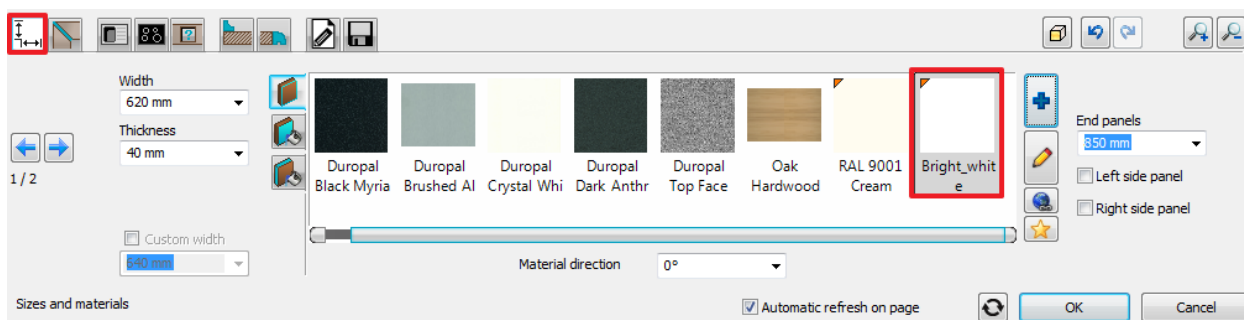 Width
620 mm
Thickness
40 mm
1 / 2
Custom width
640 mm
Duropal
Black Myria
Duropal
Brushed Al
Duropal
Crystal Whi
Duropal
Dark Anthr
Duropal
Top Face
Oak
Hardwood
RAL 9001
Cream
Bright_whit
e
Material direction
0°
End panels
850 mm
Left side panel
Right side panel
Sizes and materials
Automatic refresh on page
OK
Cancel